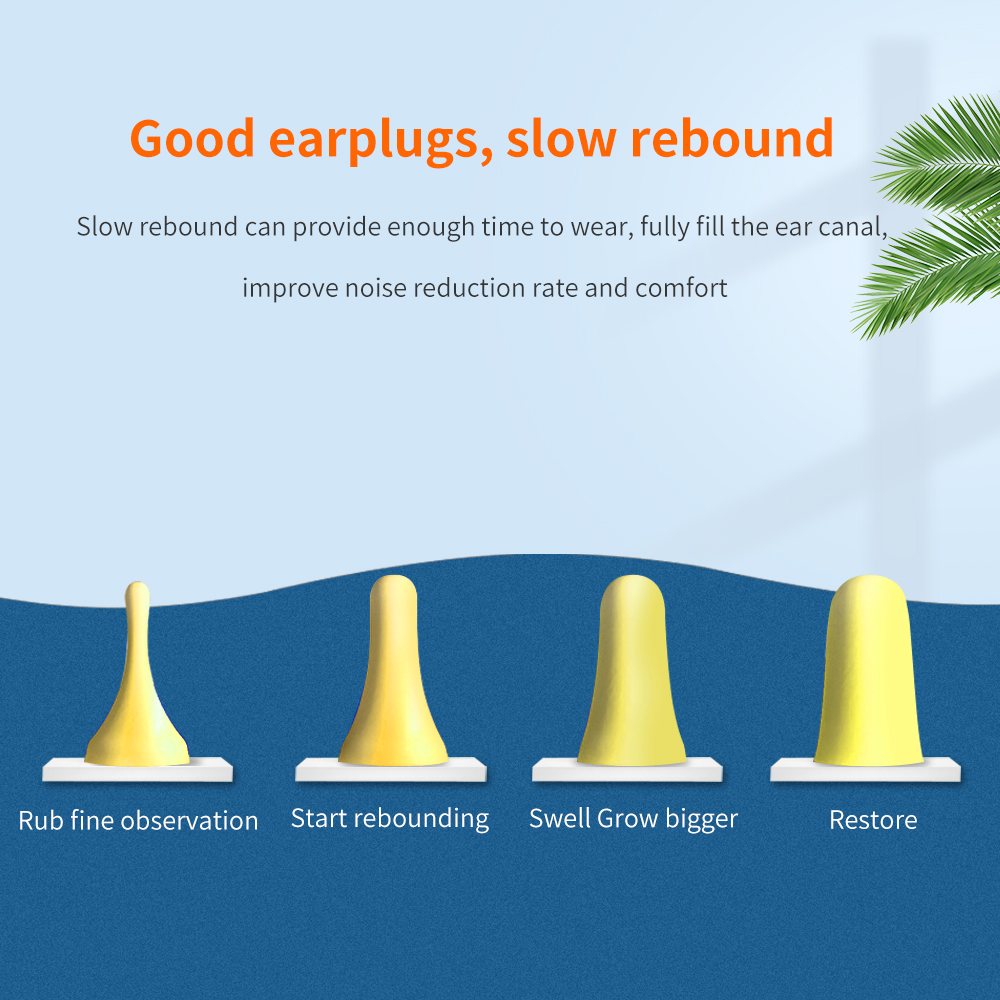 Good earplugs, slow rebound
Slow rebound can provide enough time to wear, fully fill the ear canal,
improve noise reduction rate and comfort
Rub fine observation
Start rebounding
Swell Grow bigger
Restore